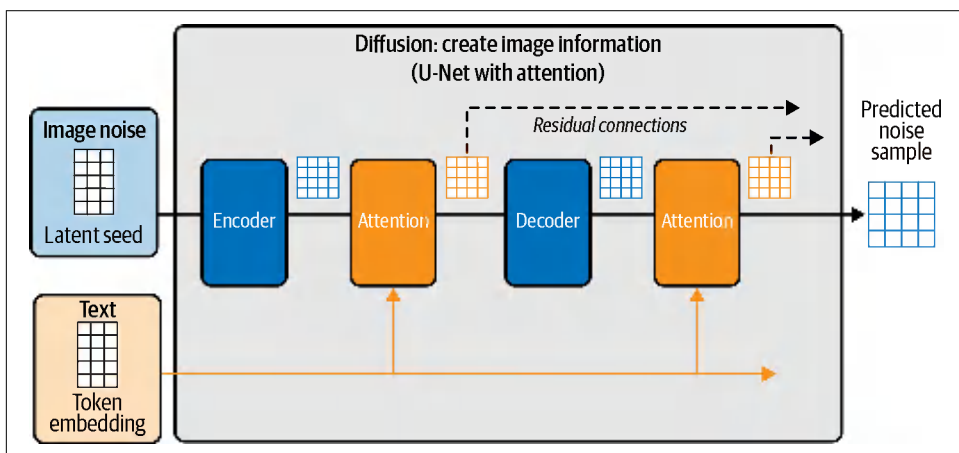 Diffusion: create image information
(U-Net with attention)
Image noise
Latent seed
Residual connections
Predicted
noise
sample
Encoder
Attention
Decoder
Attention
Text
Token
embedding